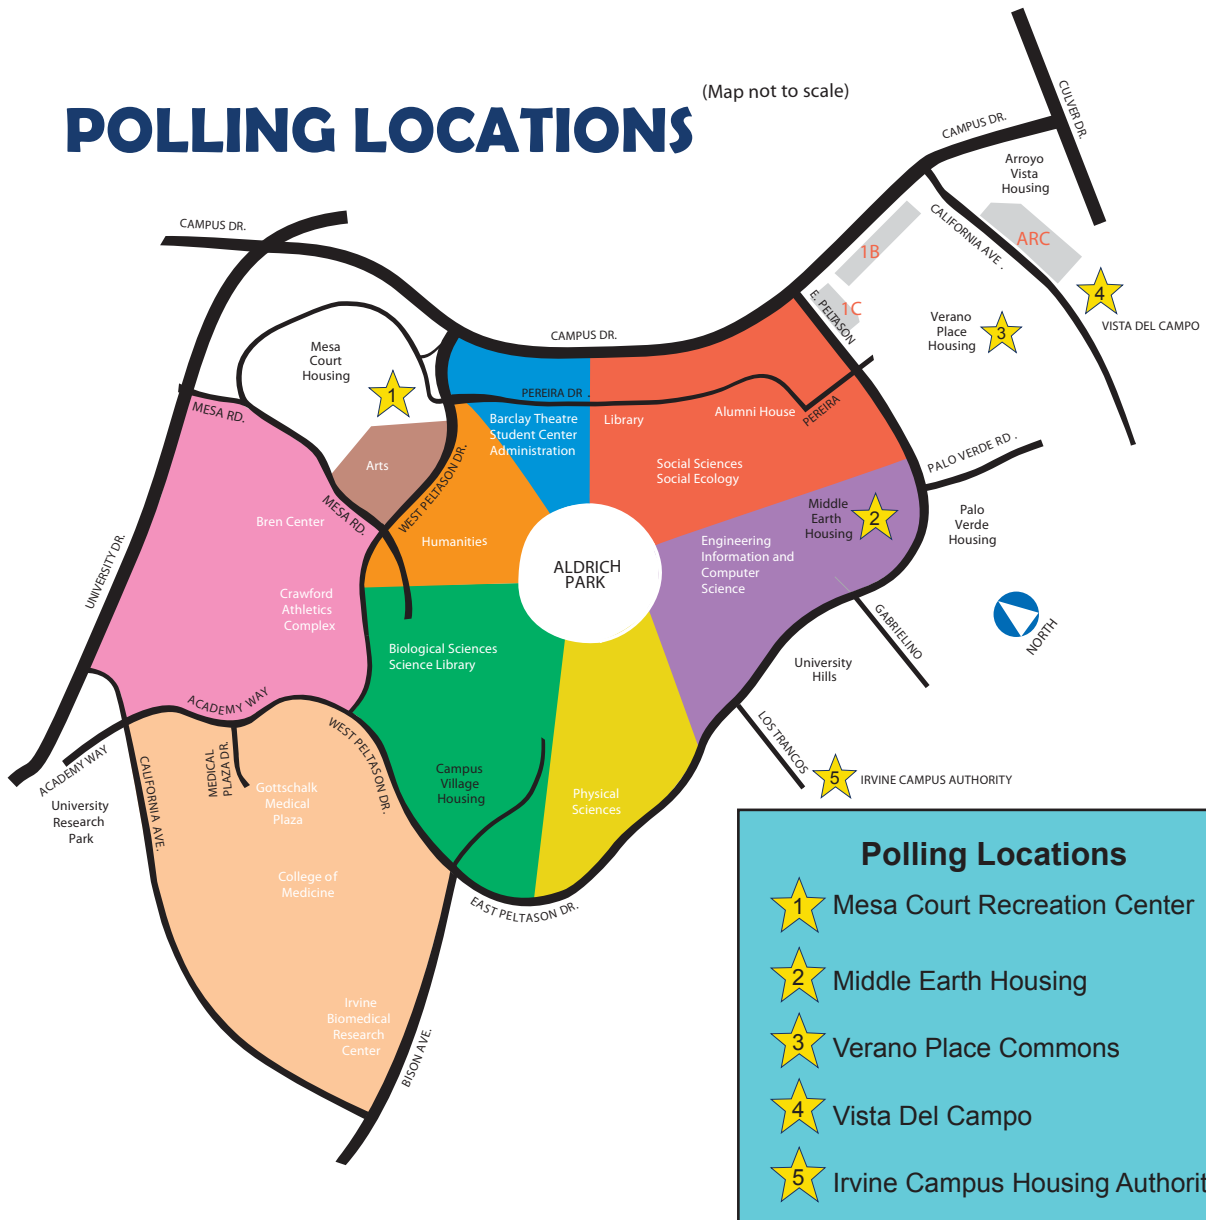 POLLING LOCATIONS
(Map not to scale)
CULVER DR.
CAMPUS DR.
Arroyo
Vista
Housing
CALIFORNIA AVE .
ARC
1B
1C
E. PELTASON
4
VISTA DEL CAMPO
Verano
Place
Housing
3
CAMPUS DR.
CAMPUS DR.
Mesa
Court
Housing
1
MESA RD.
PEREIRA DR .
PEREIRA
Barclay Theatre
Student Center
Administration
Library
Alumni House
Social Sciences
Social Ecology
Arts
MESA RD.
WEST PELTASON DR.
PALO VERDE RD .
Palo
Verde
Housing
Middle
Earth
Housing
2
Bren Center
Humanities
Engineering
Information and
Computer
Science
ALDRICH
PARK
UNIVERSITY DR.
Crawford
Athletics
Complex
Biological Sciences
Science Library
GABRIELINO
NORTH
University
Hills
ACADEMY WAY
WEST PELTASON DR.
LOS TRANCOS
5
IRVINE CAMPUS AUTHORITY
ACADEMY WAY
University
Research
Park
CALIFORNIA AVE.
MEDICAL
PLAZA DR.
Gottschalk
Medical
Plaza
Campus
Village
Housing
Physical
Sciences
College of
Medicine
EAST PELTASON DR.
Irvine
Biomedical
Research
Center
BISON AVE.
Polling Locations
1 Mesa Court Recreation Center
2 Middle Earth Housing
3 Verano Place Commons
4 Vista Del Campo
5 Irvine Campus Housing Authorit